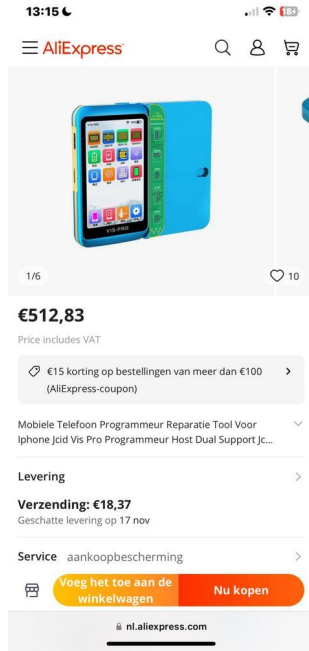 13:15
18
AliExpress
VIS-PRO
1/6
10
€512,83
Price includes VAT
€15 korting op bestellingen van meer dan €100
(AliExpress-coupon)
Mobiele Telefoon Programmeur Reparatie Tool Voor
Iphone Jcid Vis Pro Programmeur Host Dual Support Jc...
Levering
Verzending: €18,37
Geschatte levering op 17 nov
Service aankoopbescherming
Voeg het toe aan de
winkelwagen
Nu kopen
nl.aliexpress.com